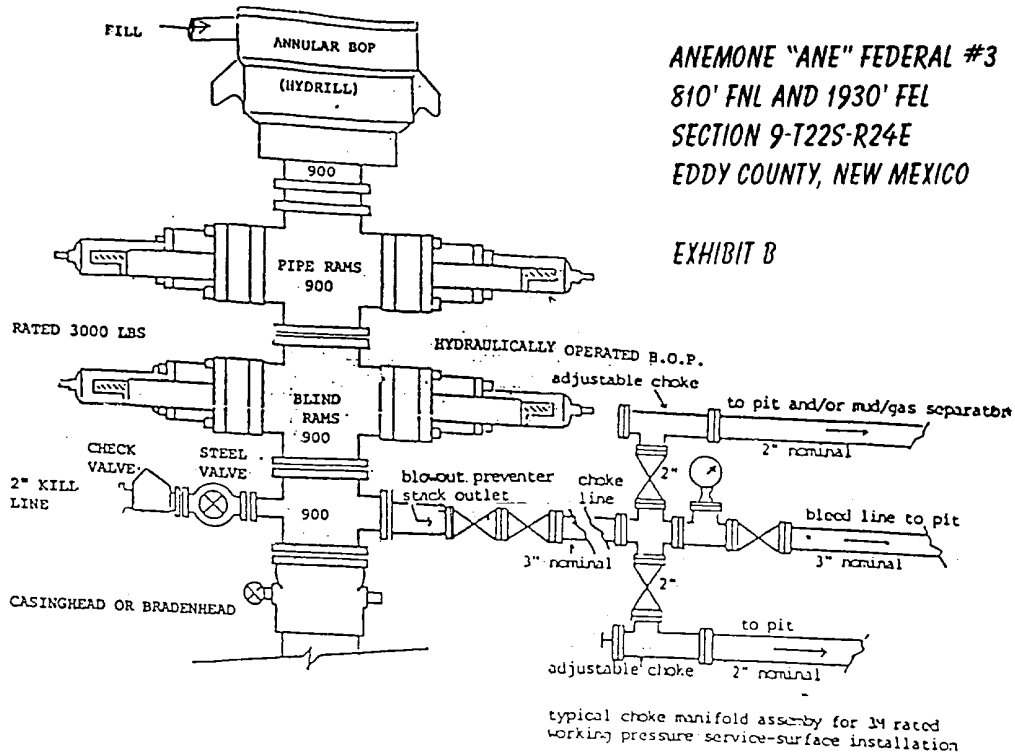 FILL
ANNULAR BOP
(HYDRILL)
ANEMONE "ANE" FEDERAL #3
810' FNL AND 1930' FEL
SECTION 9-T22S-R24E
EDDY COUNTY, NEW MEXICO
EXHIBIT B
900
PIPE RAMS
900
RATED 3000 LBS
HYDRAULICALLY OPERATED B.O.P.
BLIND
RAMS
900
adjustable choke
to pit and/or mud/gas separator
2" nominal
2"
CHECK
VALVE
STEEL
VALVE
2" KILL
LINE
900
blowout preventer
stack outlet
choke
line
3" nominal
bleed line to pit
3" nominal
2"
CASINGHEAD OR BRADENHEAD
to pit
adjustable choke
2" nominal
typical choke manifold assemby for 3M rated
working pressure service-surface installation